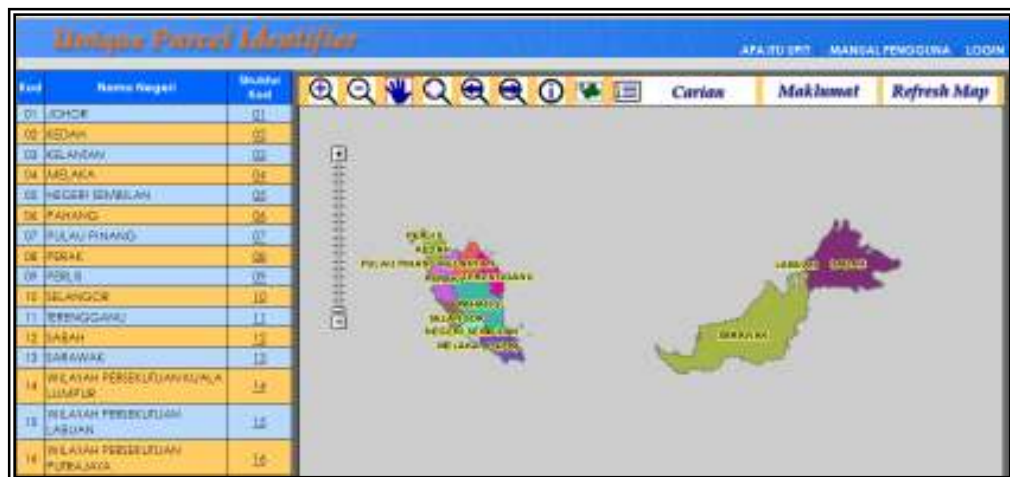 Unique Parcel Identifier
APA ITU UPI? MANUAL PENGGUNA LOGIN
Kod Nama Negeri Struktur Kod
Carian Maklumat Refresh Map
01 JOHOR 01
02 KEDAH 02
03 KELANTAN 03
04 MELAKA 04
05 NEGERI SEMBILAN 05
06 PAHANG 06
07 PULAU PINANG 07
08 PERAK 08
09 PERLIS 09
10 SELANGOR 10
11 TERENGGANU 11
12 SABAH 12
13 SARAWAK 13
14 WILAYAH PERSEKUTUAN KUALA
LUMPUR 14
15 WILAYAH PERSEKUTUAN
LABUAN 15
16 WILAYAH PERSEKUTUAN
PUTRAJAYA 16
PERLIS
KEDAH
PULAU PINANG KELANTAN
PERAK TERENGGANU
PAHANG
SELANGOR
NEGERI SEMBILAN
MELAKA JOHOR
LABUAN SABAH
SARAWAK